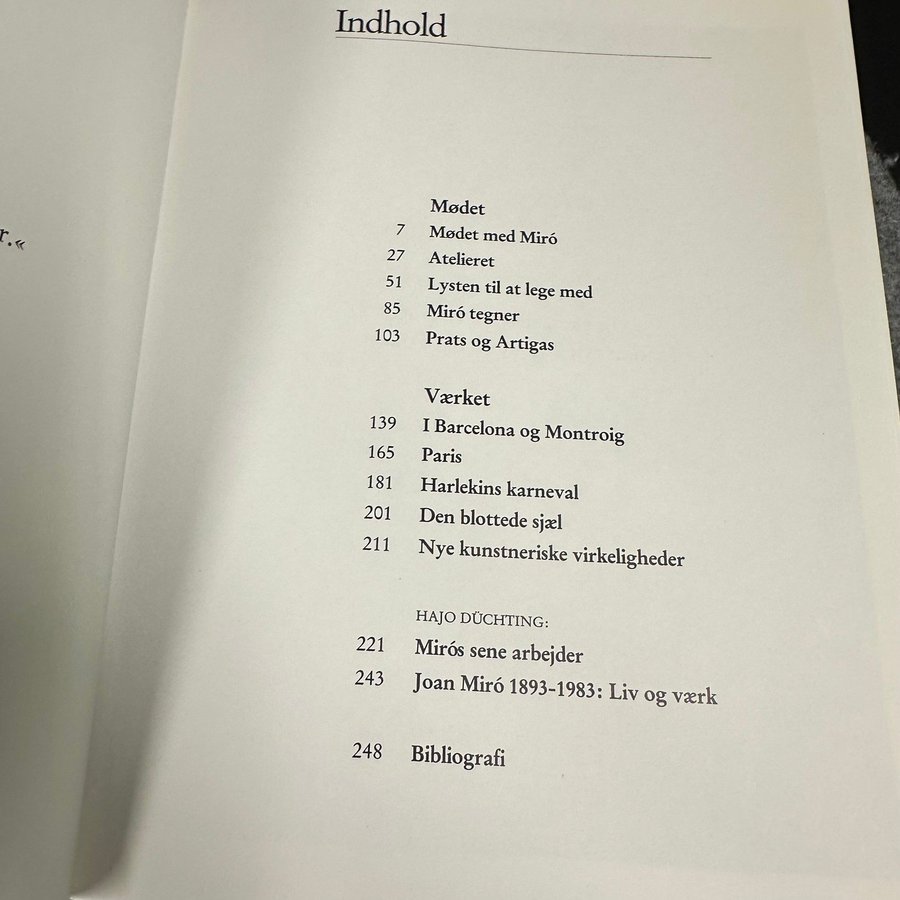 Indhold
r.«
Mødet
7 Mødet med Miró
27 Atelieret
51 Lysten til at lege med
85 Miró tegner
103 Prats og Artigas
Værket
139 I Barcelona og Montroig
165 Paris
181 Harlekins karneval
201 Den blottede sjæl
211 Nye kunstneriske virkeligheder
HAJO DÜCHTING:
221 Mirós sene arbejder
243 Joan Miró 1893-1983: Liv og værk
248 Bibliografi